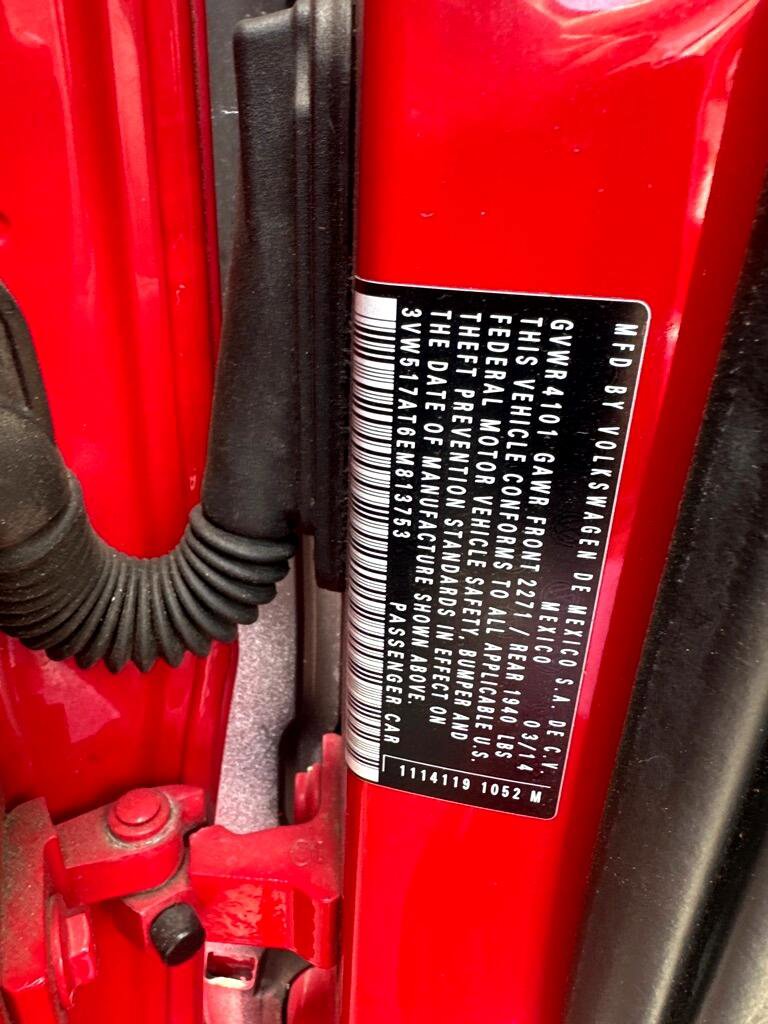 MFD BY VOLKSWAGEN DE MEXICO S.A. DE C.V.
MEXICO 03/14
GVWR 4101 GAWR FRONT 2271 / REAR 1940 LBS
THIS VEHICLE CONFORMS TO ALL APPLICABLE U.S.
FEDERAL MOTOR VEHICLE SAFETY, BUMPER AND
THEFT PREVENTION STANDARDS IN EFFECT ON
THE DATE OF MANUFACTURE SHOWN ABOVE.
3VW517AT6EM813753 PASSENGER CAR
1114119 1052 M